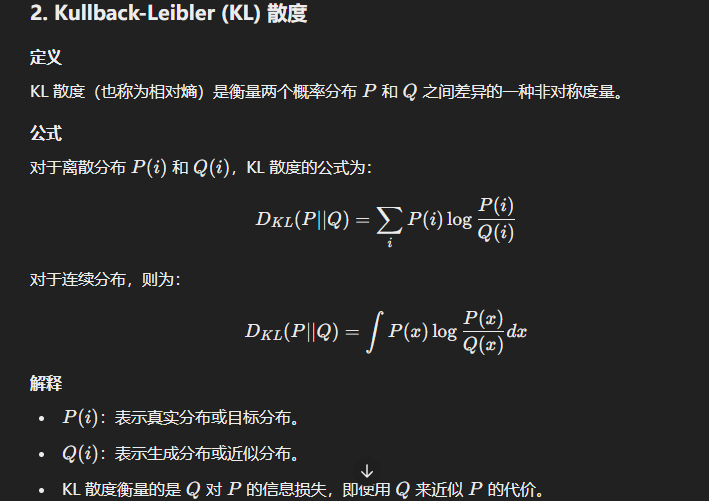 2. Kullback-Leibler (KL) 散度
定义
KL 散度（也称为相对熵）是衡量两个概率分布 P 和 Q 之间差异的一种非对称度量。
公式
对于离散分布 P(i) 和 Q(i)，KL 散度的公式为：
D_{KL}(P||Q) = \sum_i P(i) \log \frac{P(i)}{Q(i)}
对于连续分布，则为：
D_{KL}(P||Q) = \int P(x) \log \frac{P(x)}{Q(x)} dx
解释
• P(i)：表示真实分布或目标分布。
• Q(i)：表示生成分布或近似分布。
• KL 散度衡量的是 Q 对 P 的信息损失，即使用 Q 来近似 P 的代价。